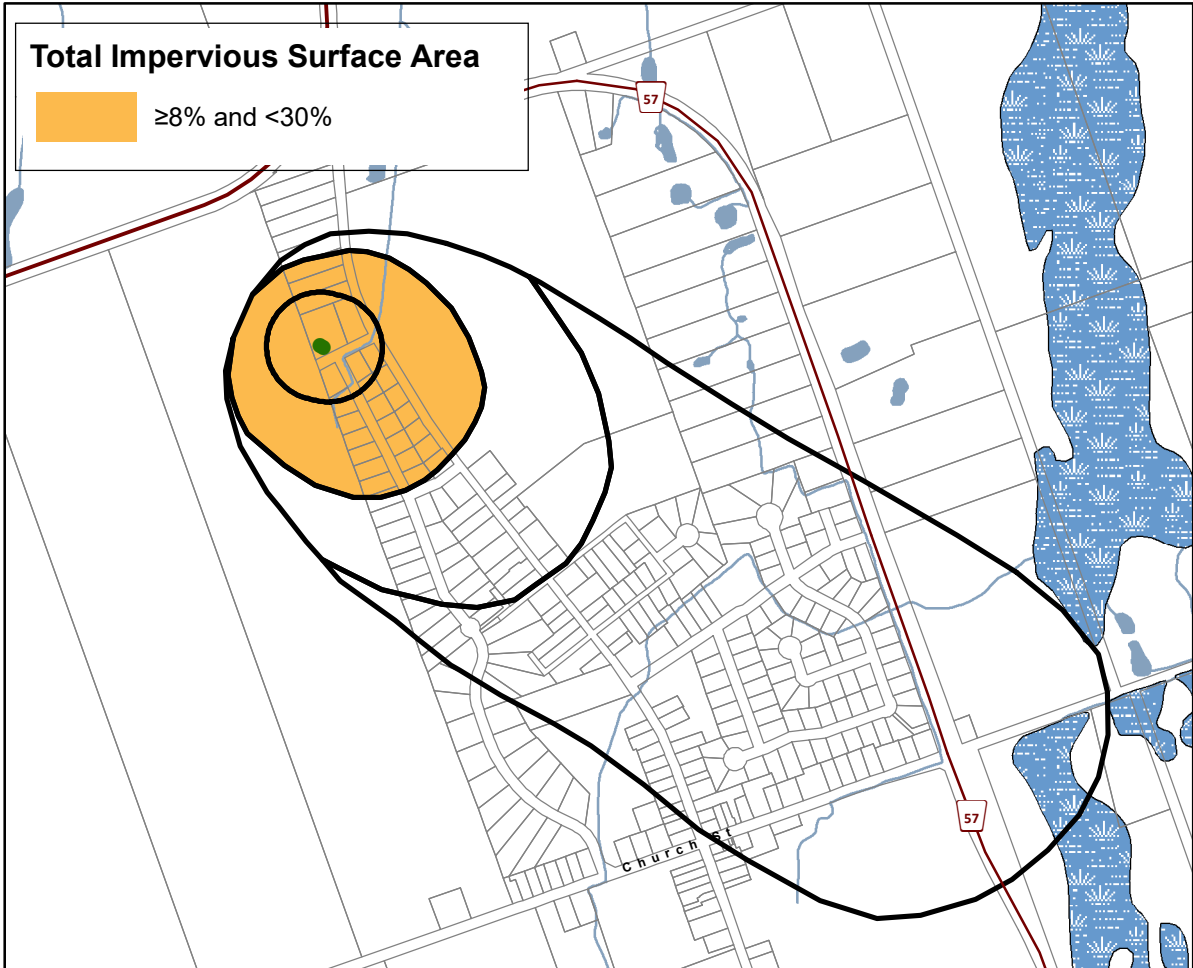 Total Impervious Surface Area
≥8% and <30%
57
57
Church St